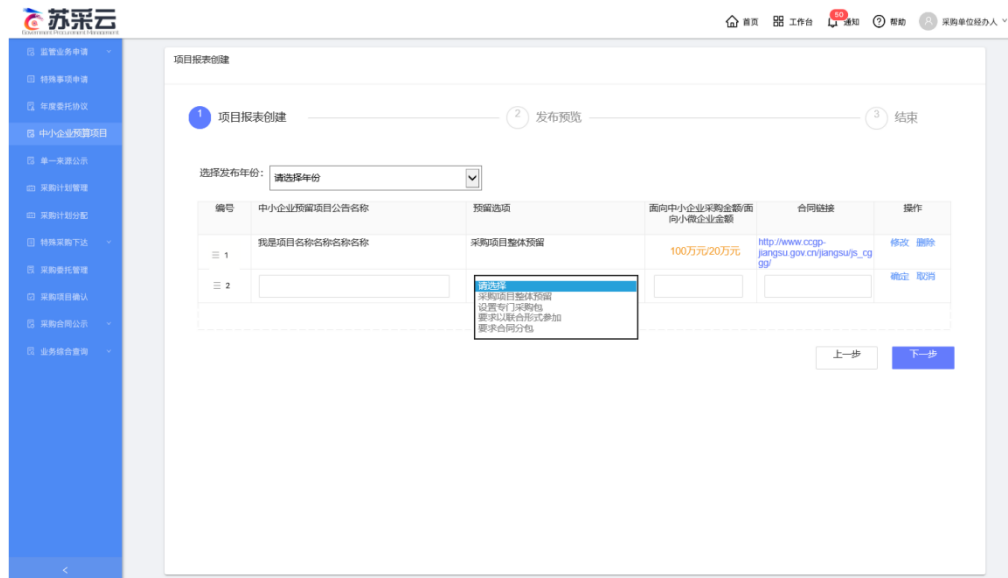 苏采云
Government Procurement Management
首页
工作台
50
通知
帮助
采购单位经办人
监管业务申请
特殊事项申请
年度委托协议
中小企业预算项目
单一来源公示
采购计划管理
采购计划分配
特殊采购下达
采购委托管理
采购项目确认
采购合同公示
业务综合查询
项目报表创建
1 项目报表创建
2 发布预览
3 结束
选择发布年份：
请选择年份
编号 中小企业预留项目公告名称 预留选项 面向中小企业采购金额/面 合同链接 操作
向小微企业金额
1 我是项目名称名称名称名称 采购项目整体预留 100万元/20万元 http://www.ccgp- 修改 删除
jiangsu.gov.cn/jiangsu/js_cg
gg/
2 请选择 确定 取消
采购项目整体预留
设置专门采购包
要求以联合形式参加
要求合同分包
上一步
下一步